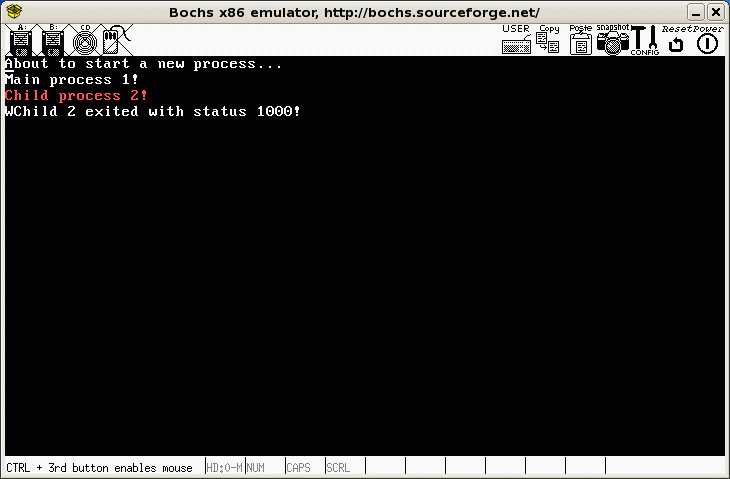 Bochs x86 emulator, http://bochs.sourceforge.net/
A: B: CD USER Copy Paste snapshot CONFIG Reset Power
About to start a new process...
Main process 1!
Child process 2!
WChild 2 exited with status 1000!
CTRL + 3rd button enables mouse HD:0-M NUM CAPS SCRL